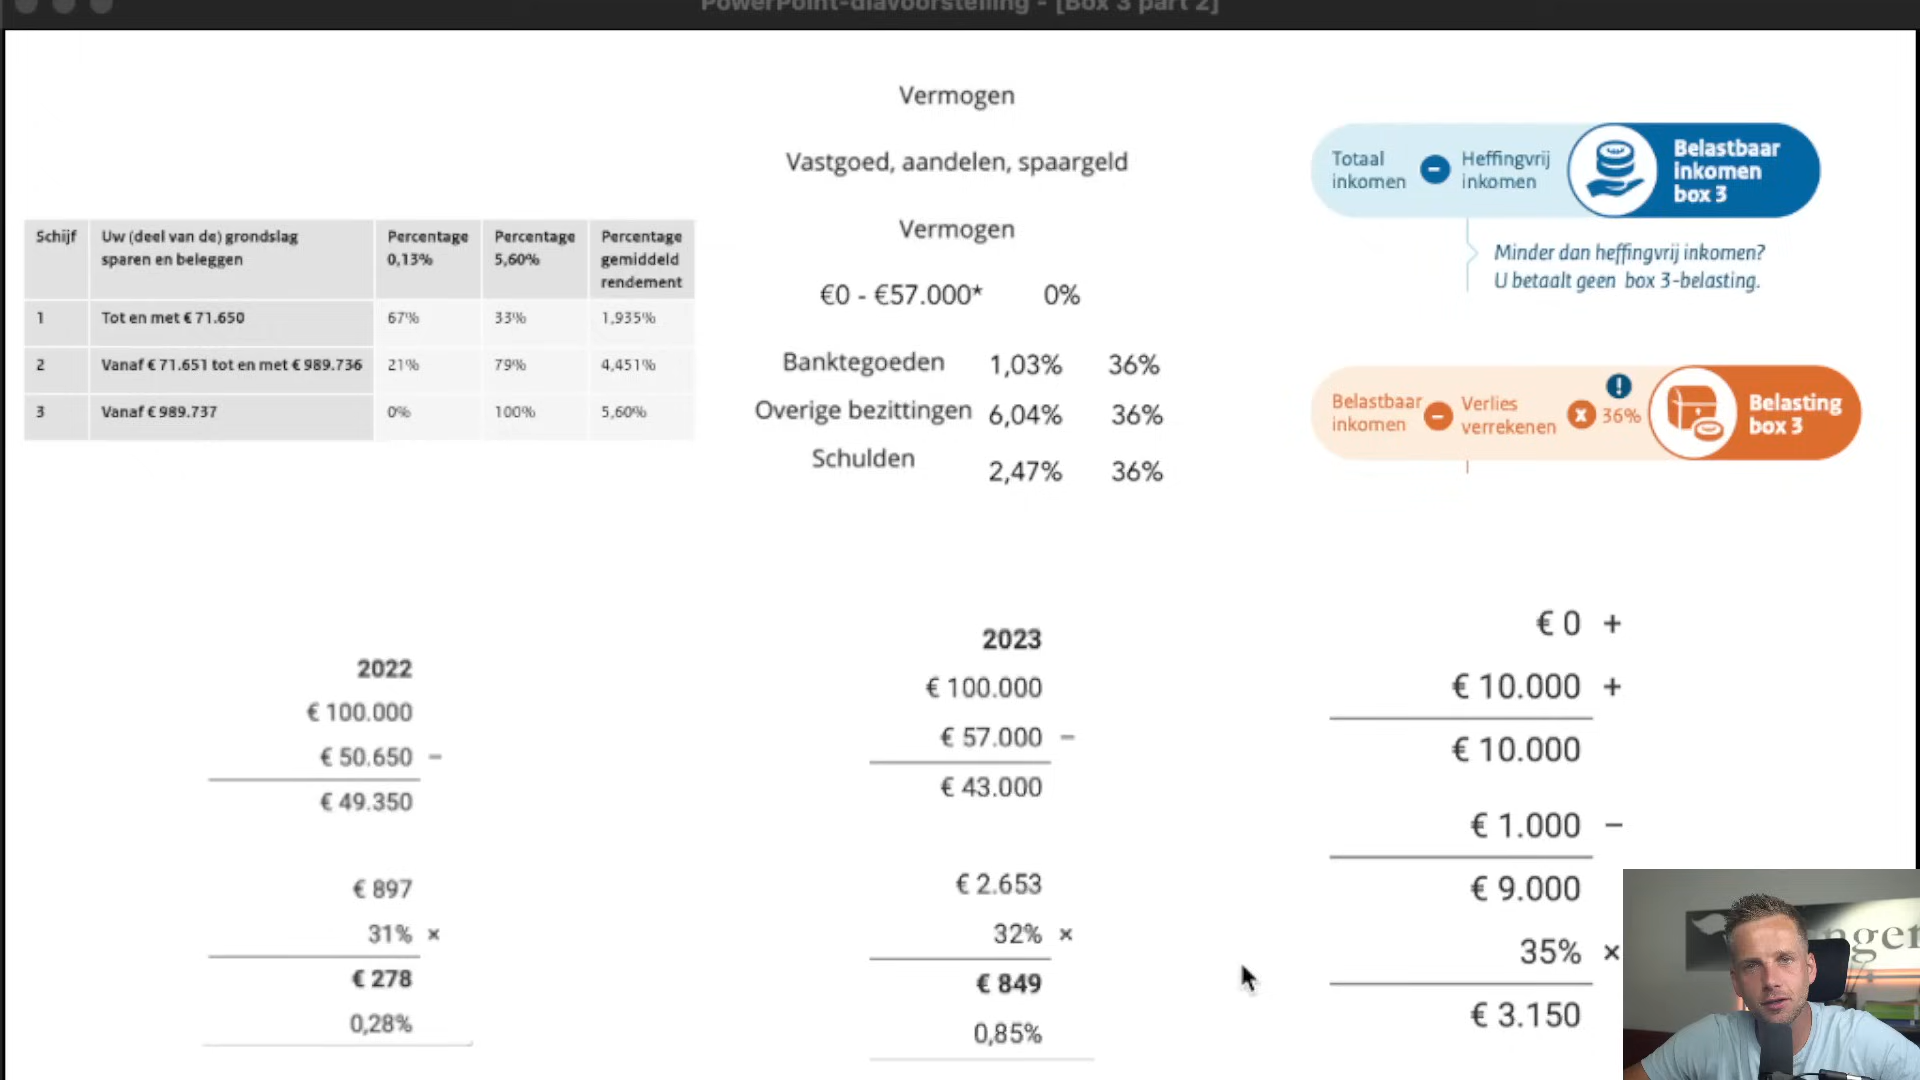 PowerPoint-diavoorstelling - [Box 3 part 2]
Schijf
Uw (deel van de) grondslag
sparen en beleggen
Percentage
0,13%
Percentage
5,60%
Percentage
gemiddeld
rendement
1
Tot en met € 71.650
67%
33%
1,935%
2
Vanaf € 71.651 tot en met € 989.736
21%
79%
4,451%
3
Vanaf € 989.737
0%
100%
5,60%
2022
€ 100.000
€ 50.650 −
€ 49.350
€ 897
31% ×
€ 278
0,28%
Vermogen
Vastgoed, aandelen, spaargeld
Vermogen
€0 - €57.000* 0%
Banktegoeden 1,03% 36%
Overige bezittingen 6,04% 36%
Schulden 2,47% 36%
2023
€ 100.000
€ 57.000 −
€ 43.000
€ 2.653
32% ×
€ 849
0,85%
Totaal
inkomen
−
Heffingvrij
inkomen
Belastbaar
inkomen
box 3
Minder dan heffingvrij inkomen?
U betaalt geen box 3-belasting.
Belastbaar
inkomen
−
Verlies
verrekenen
x
!
36%
Belasting
box 3
€ 0 +
€ 10.000 +
€ 10.000
€ 1.000 −
€ 9.000
35% ×
€ 3.150